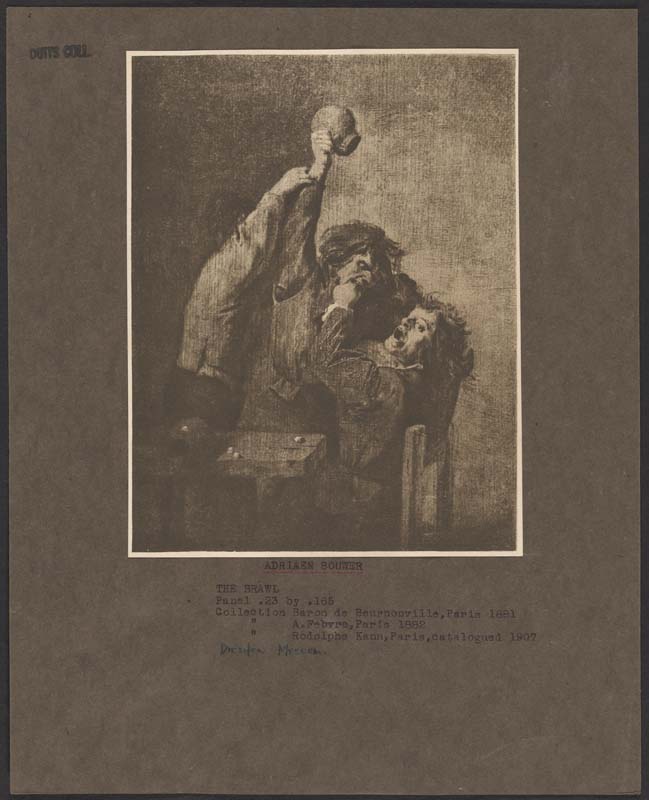 DUITS COLL.
ADRIAEN BOUWER
THE BRAWL
Panel .23 by .165
Collection Baron de Beurnonville,Paris 1881
" A.Febvre,Paris 1882
" Rodolphe Kann,Paris,catalogued 1907
Dresden Museum.